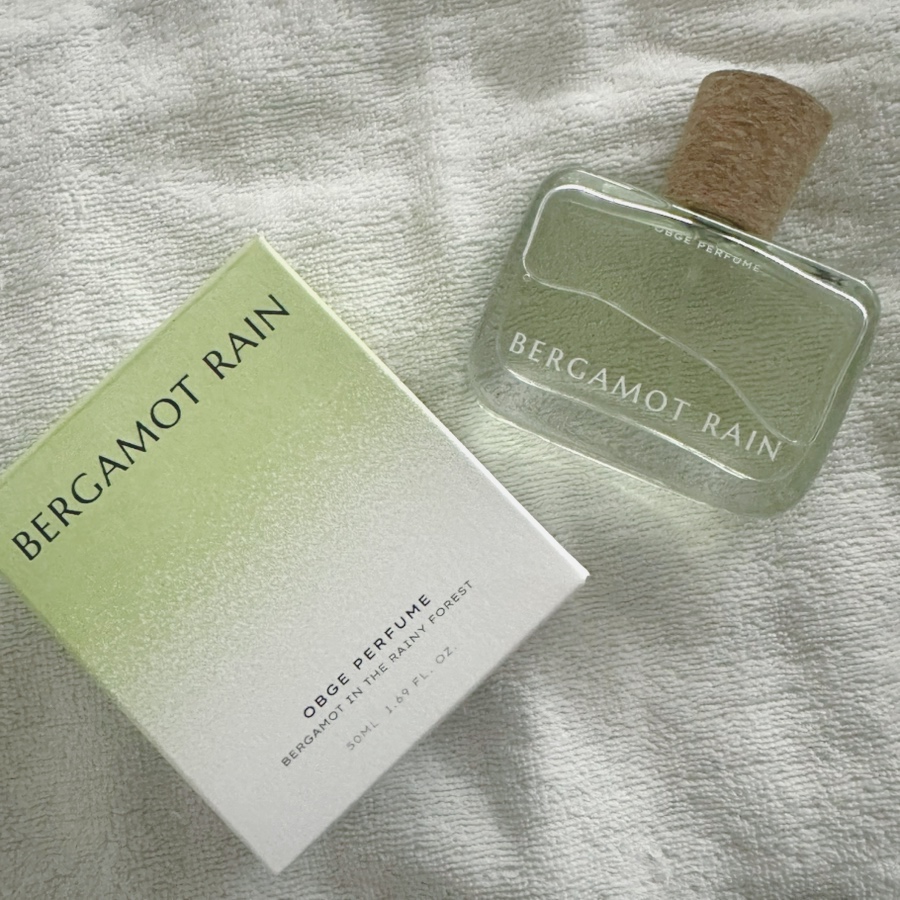 BERGAMOT RAIN
OBGE PERFUME
BERGAMOT IN THE RAINY FOREST
50ML 1.69 FL. OZ.
OBGE PERFUME
BERGAMOT RAIN